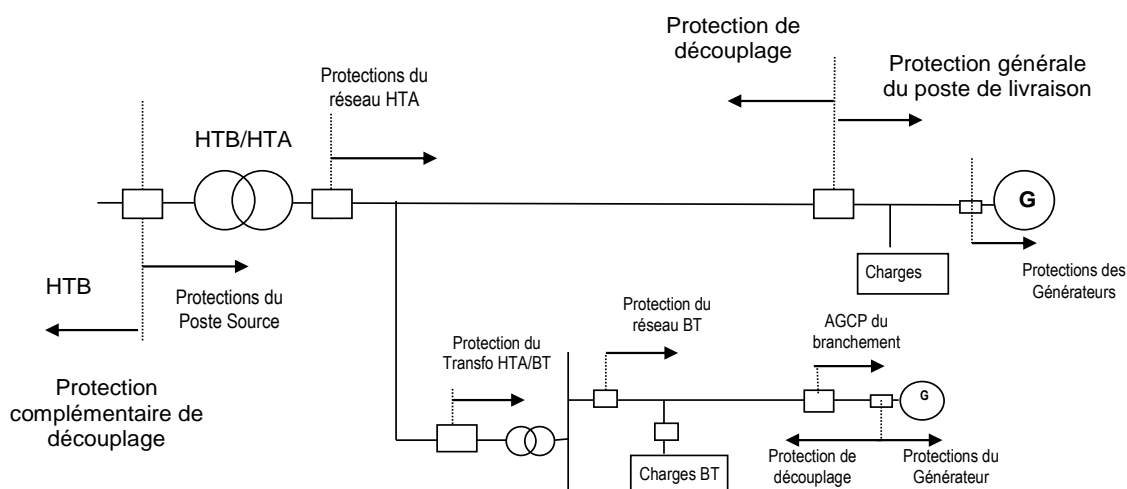 Protection de
découplage
Protection générale
du poste de livraison
Protections du
réseau HTA
HTB/HTA
G
Charges
Protections des
Générateurs
HTB
Protections du
Poste Source
Protection du
réseau BT
AGCP du
branchement
Protection du
Transfo HTA/BT
G
Protection
complémentaire de
découplage
Charges BT
Protection de
découplage
Protections du
Générateur